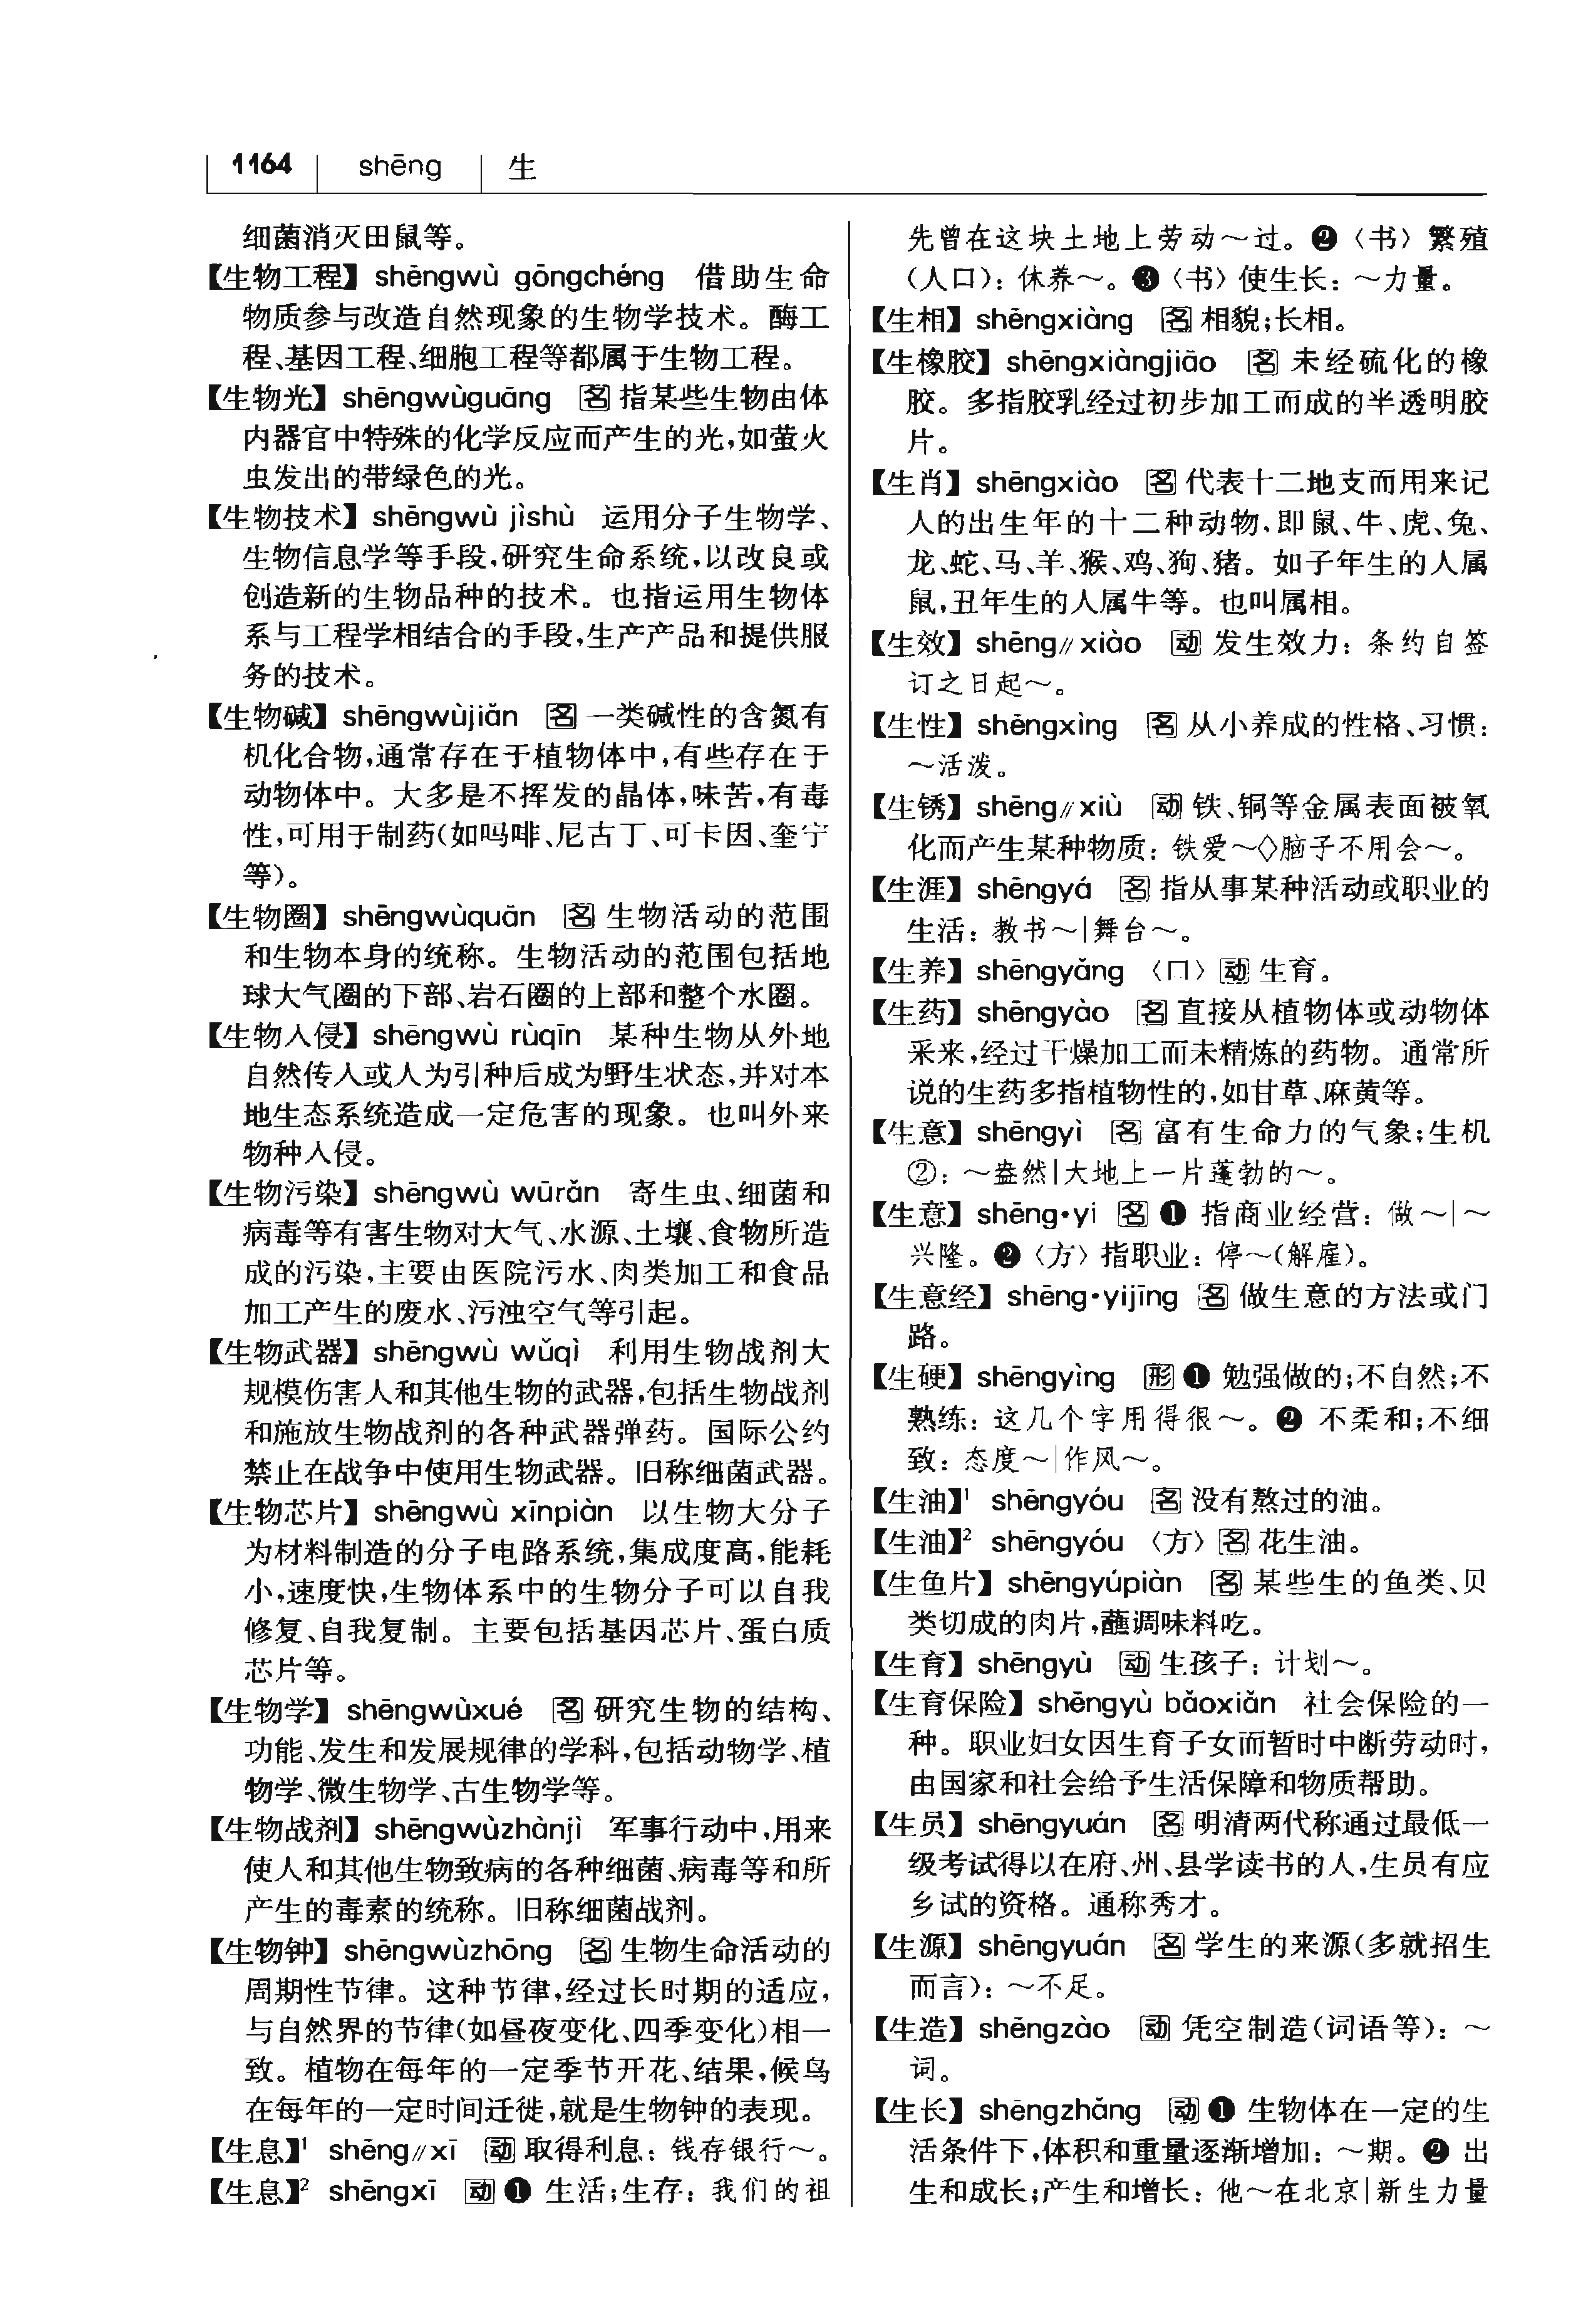 1164 shēng 生
细菌消灭田鼠等。
【生物工程】 shēngwù gōngchéng 借助生命
物质参与改造自然现象的生物学技术。酶工
程、基因工程、细胞工程等都属于生物工程。
【生物光】 shēngwùguāng 名 指某些生物由体
内器官中特殊的化学反应而产生的光,如萤火
虫发出的带绿色的光。
【生物技术】 shēngwù jìshù 运用分子生物学、
生物信息学等手段,研究生命系统,以改良或
创造新的生物品种的技术。也指运用生物体
系与工程学相结合的手段,生产产品和提供服
务的技术。
【生物碱】 shēngwùjiǎn 名 一类碱性的含氮有
机化合物,通常存在于植物体中,有些存在于
动物体中。大多是不挥发的晶体,味苦,有毒
性,可用于制药(如吗啡、尼古丁、可卡因、奎宁
等)。
【生物圈】 shēngwùquān 名 生物活动的范围
和生物本身的统称。生物活动的范围包括地
球大气圈的下部、岩石圈的上部和整个水圈。
【生物入侵】 shēngwù rùqīn 某种生物从外地
自然传入或人为引种后成为野生状态,并对本
地生态系统造成一定危害的现象。也叫外来
物种入侵。
【生物污染】 shēngwù wūrǎn 寄生虫、细菌和
病毒等有害生物对大气、水源、土壤、食物所造
成的污染,主要由医院污水、肉类加工和食品
加工产生的废水、污浊空气等引起。
【生物武器】 shēngwù wǔqì 利用生物战剂大
规模伤害人和其他生物的武器,包括生物战剂
和施放生物战剂的各种武器弹药。国际公约
禁止在战争中使用生物武器。旧称细菌武器。
【生物芯片】 shēngwù xīnpiàn 以生物大分子
为材料制造的分子电路系统,集成度高,能耗
小,速度快,生物体系中的生物分子可以自我
修复、自我复制。主要包括基因芯片、蛋白质
芯片等。
【生物学】 shēngwùxué 名 研究生物的结构、
功能、发生和发展规律的学科,包括动物学、植
物学、微生物学、古生物学等。
【生物战剂】 shēngwùzhànjì 军事行动中,用来
使人和其他生物致病的各种细菌、病毒等和所
产生的毒素的统称。旧称细菌战剂。
【生物钟】 shēngwùzhōng 名 生物生命活动的
周期性节律。这种节律,经过长时期的适应,
与自然界的节律(如昼夜变化、四季变化)相一
致。植物在每年的一定季节开花、结果,候鸟
在每年的一定时间迁徙,就是生物钟的表现。
【生息】¹ shēng∥xī 动 取得利息：钱存银行～。
【生息】² shēngxī 动 ❶ 生活;生存：我们的祖
先曾在这块土地上劳动～过。❷〈书〉繁殖
(人口)：休养～。❸〈书〉使生长：～力量。
【生相】 shēngxiàng 名 相貌;长相。
【生橡胶】 shēngxiàngjiāo 名 未经硫化的橡
胶。多指胶乳经过初步加工而成的半透明胶
片。
【生肖】 shēngxiào 名 代表十二地支而用来记
人的出生年的十二种动物,即鼠、牛、虎、兔、
龙、蛇、马、羊、猴、鸡、狗、猪。如子年生的人属
鼠,丑年生的人属牛等。也叫属相。
【生效】 shēng∥xiào 动 发生效力：条约自签
订之日起～。
【生性】 shēngxìng 名 从小养成的性格、习惯：
～活泼。
【生锈】 shēng∥xiù 动 铁、铜等金属表面被氧
化而产生某种物质：铁爱～◇脑子不用会～。
【生涯】 shēngyá 名 指从事某种活动或职业的
生活：教书～|舞台～。
【生养】 shēngyǎng 〈口〉动 生育。
【生药】 shēngyào 名 直接从植物体或动物体
采来,经过干燥加工而未精炼的药物。通常所
说的生药多指植物性的,如甘草、麻黄等。
【生意】 shēngyì 名 富有生命力的气象;生机
②：～盎然|大地上一片蓬勃的～。
【生意】 shēng•yi 名 ❶ 指商业经营：做～|～
兴隆。❷〈方〉指职业：停～(解雇)。
【生意经】 shēng•yijīng 名 做生意的方法或门
路。
【生硬】 shēngyìng 形 ❶ 勉强做的;不自然;不
熟练：这几个字用得很～。❷ 不柔和;不细
致：态度～|作风～。
【生油】¹ shēngyóu 名 没有熬过的油。
【生油】² shēngyóu 〈方〉名 花生油。
【生鱼片】 shēngyúpiàn 名 某些生的鱼类、贝
类切成的肉片,蘸调味料吃。
【生育】 shēngyù 动 生孩子：计划～。
【生育保险】 shēngyù bǎoxiǎn 社会保险的一
种。职业妇女因生育子女而暂时中断劳动时,
由国家和社会给予生活保障和物质帮助。
【生员】 shēngyuán 名 明清两代称通过最低一
级考试得以在府、州、县学读书的人,生员有应
乡试的资格。通称秀才。
【生源】 shēngyuán 名 学生的来源(多就招生
而言)：～不足。
【生造】 shēngzào 动 凭空制造(词语等)：～
词。
【生长】 shēngzhǎng 动 ❶ 生物体在一定的生
活条件下,体积和重量逐渐增加：～期。❷ 出
生和成长;产生和增长：他～在北京|新生力量